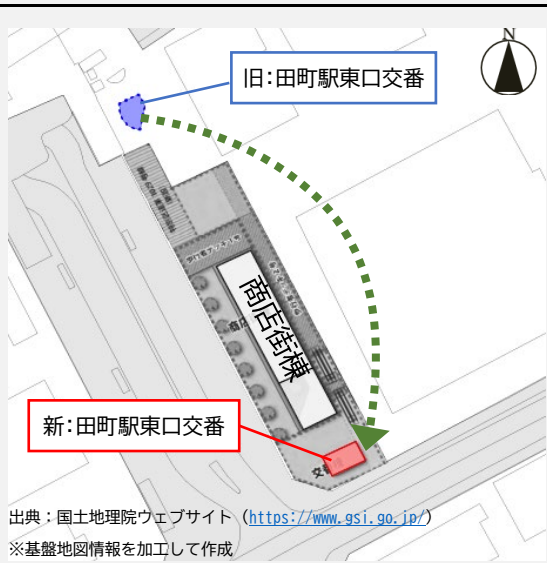 N
旧:田町駅東口交番
商店街棟
新:田町駅東口交番
出典：国土地理院ウェブサイト（https://www.gsi.go.jp/）
※基盤地図情報を加工して作成